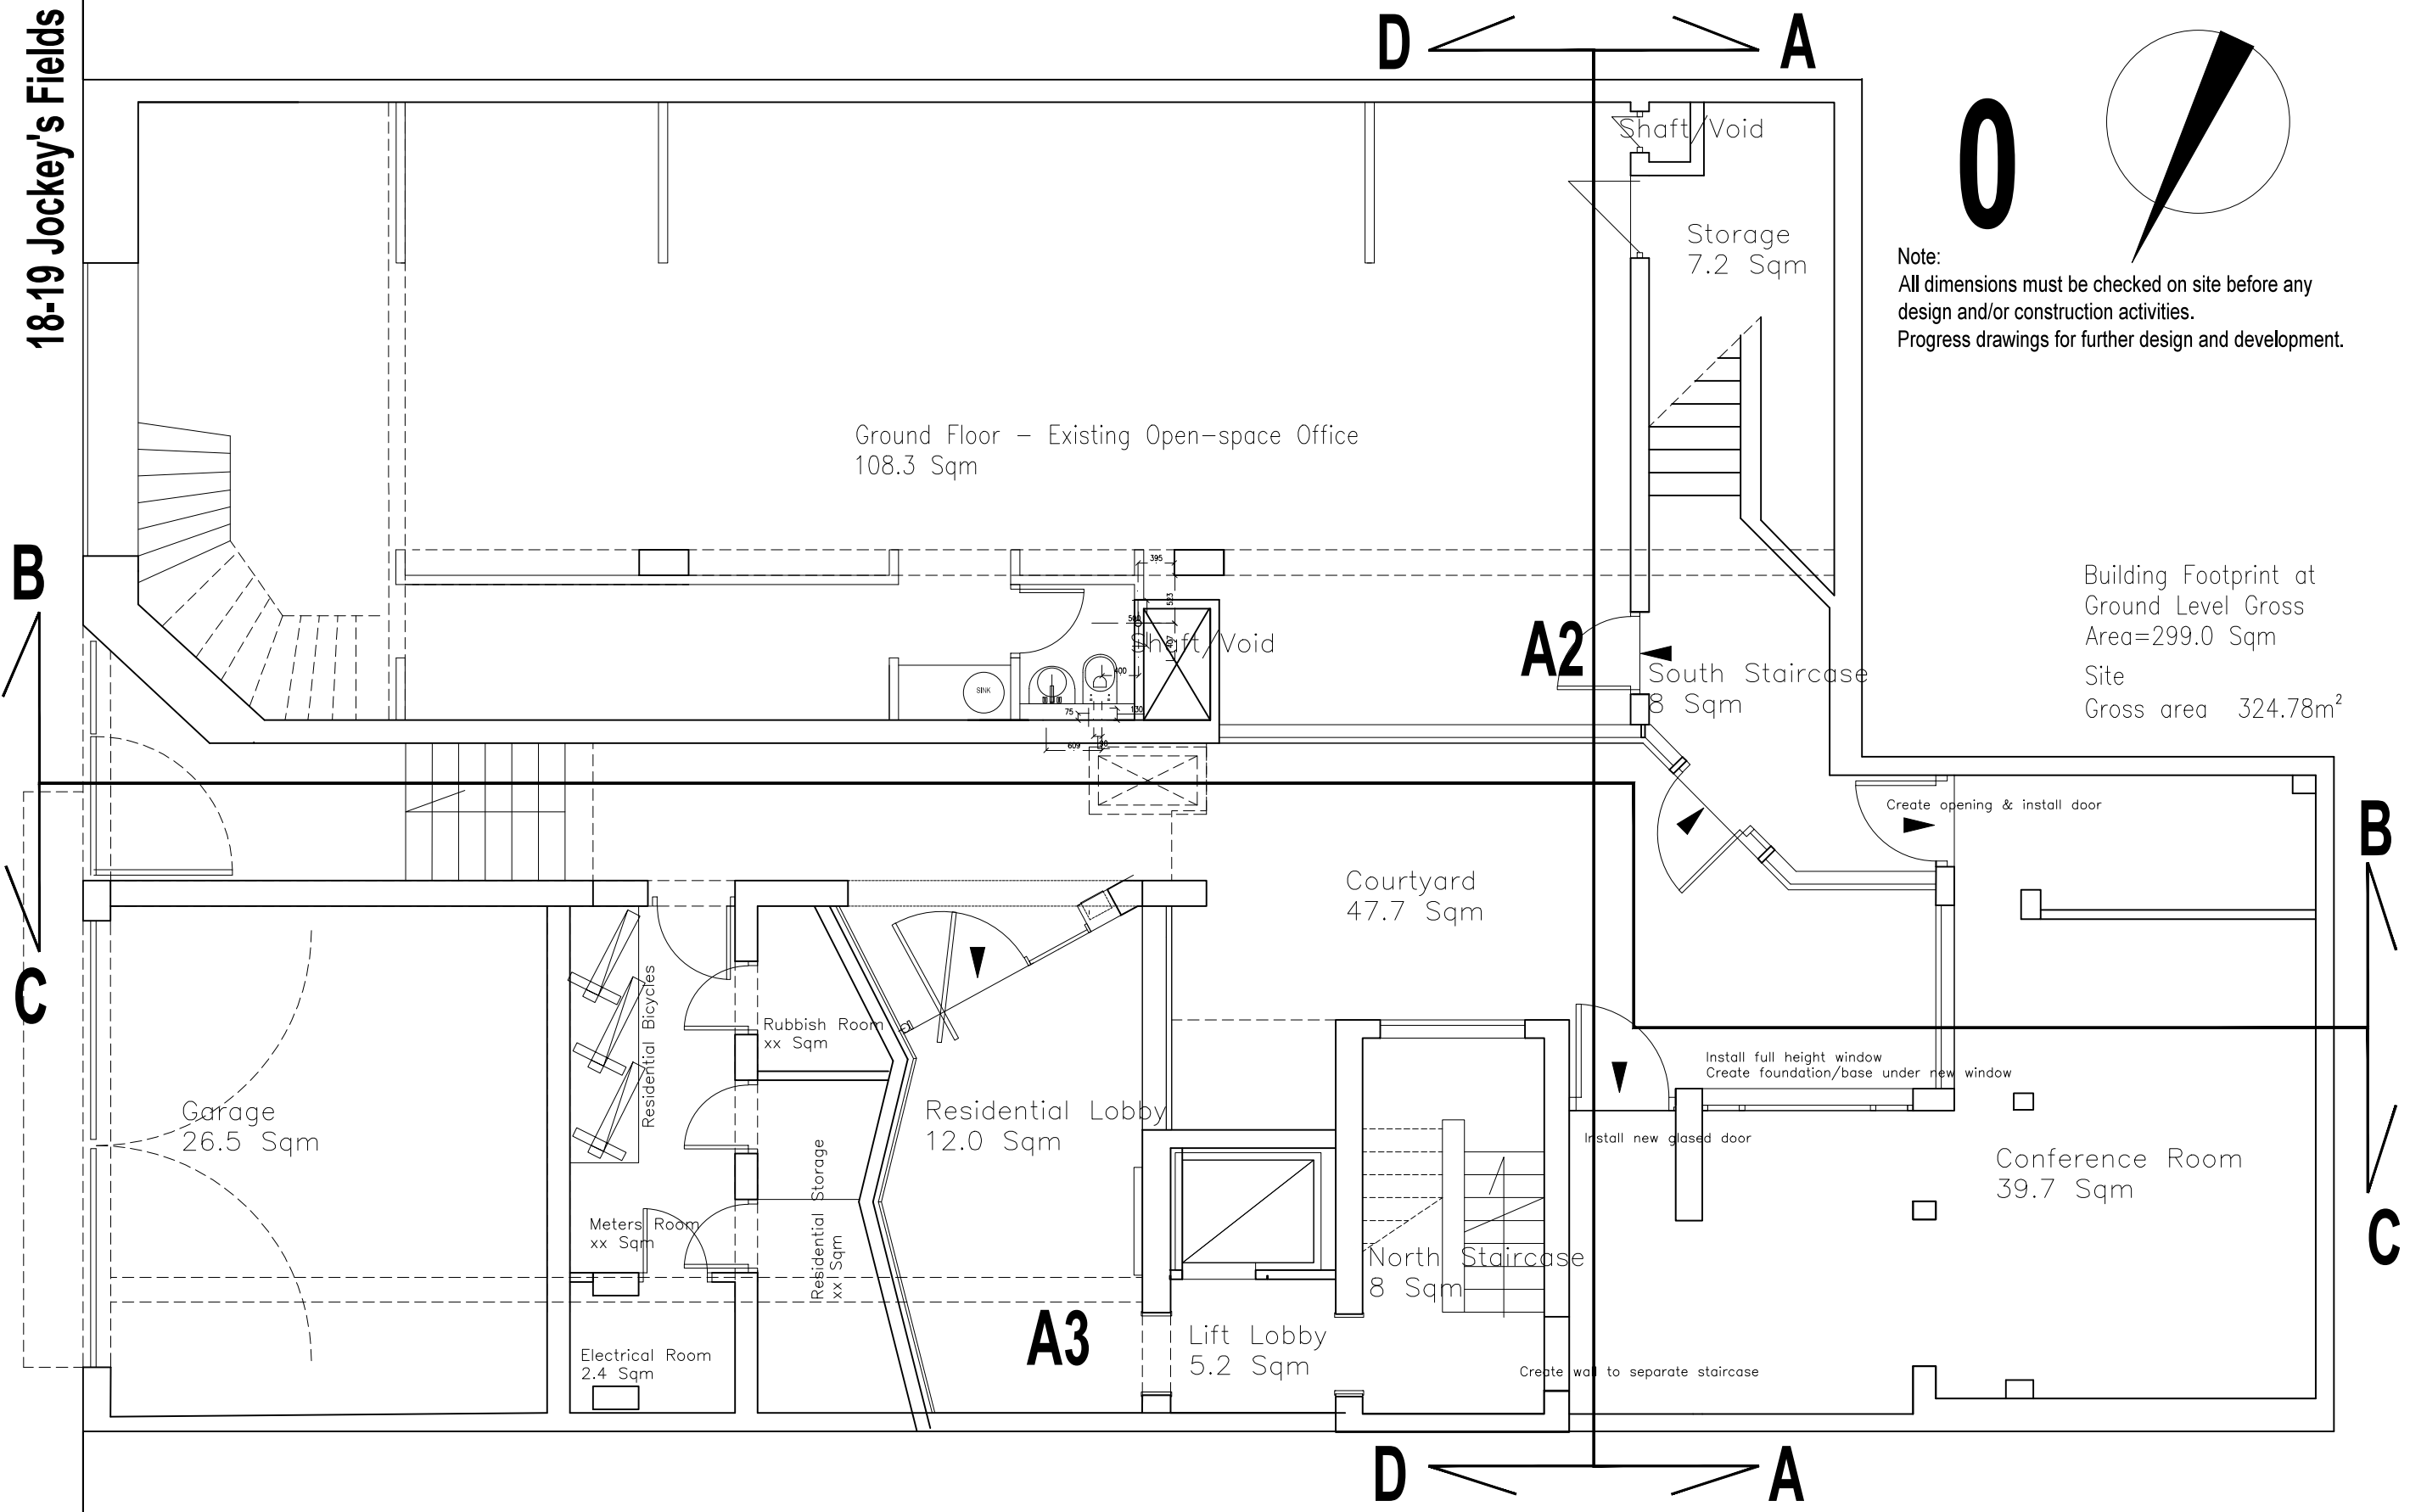 18-19 Jockey's Fields
D
A
0
Note:
All dimensions must be checked on site before any
design and/or construction activities.
Progress drawings for further design and development.
Shaft/Void
Storage
7.2 Sqm
Ground Floor - Existing Open-space Office
108.3 Sqm
Building Footprint at
Ground Level Gross
Area=299.0 Sqm
Site
Gross area 324.78m²
B
395
523
407
400
SINK
75
130
609
Shaft/Void
A2
South Staircase
8 Sqm
Create opening & install door
B
Courtyard
47.7 Sqm
C
Residential Bicycles
Rubbish Room
xx Sqm
Install full height window
Create foundation/base under new window
Garage
26.5 Sqm
Residential Lobby
12.0 Sqm
Install new glased door
Conference Room
39.7 Sqm
Residential Storage
xx Sqm
Meters Room
xx Sqm
North Staircase
8 Sqm
C
A3
Lift Lobby
5.2 Sqm
Electrical Room
2.4 Sqm
Create wall to separate staircase
D
A